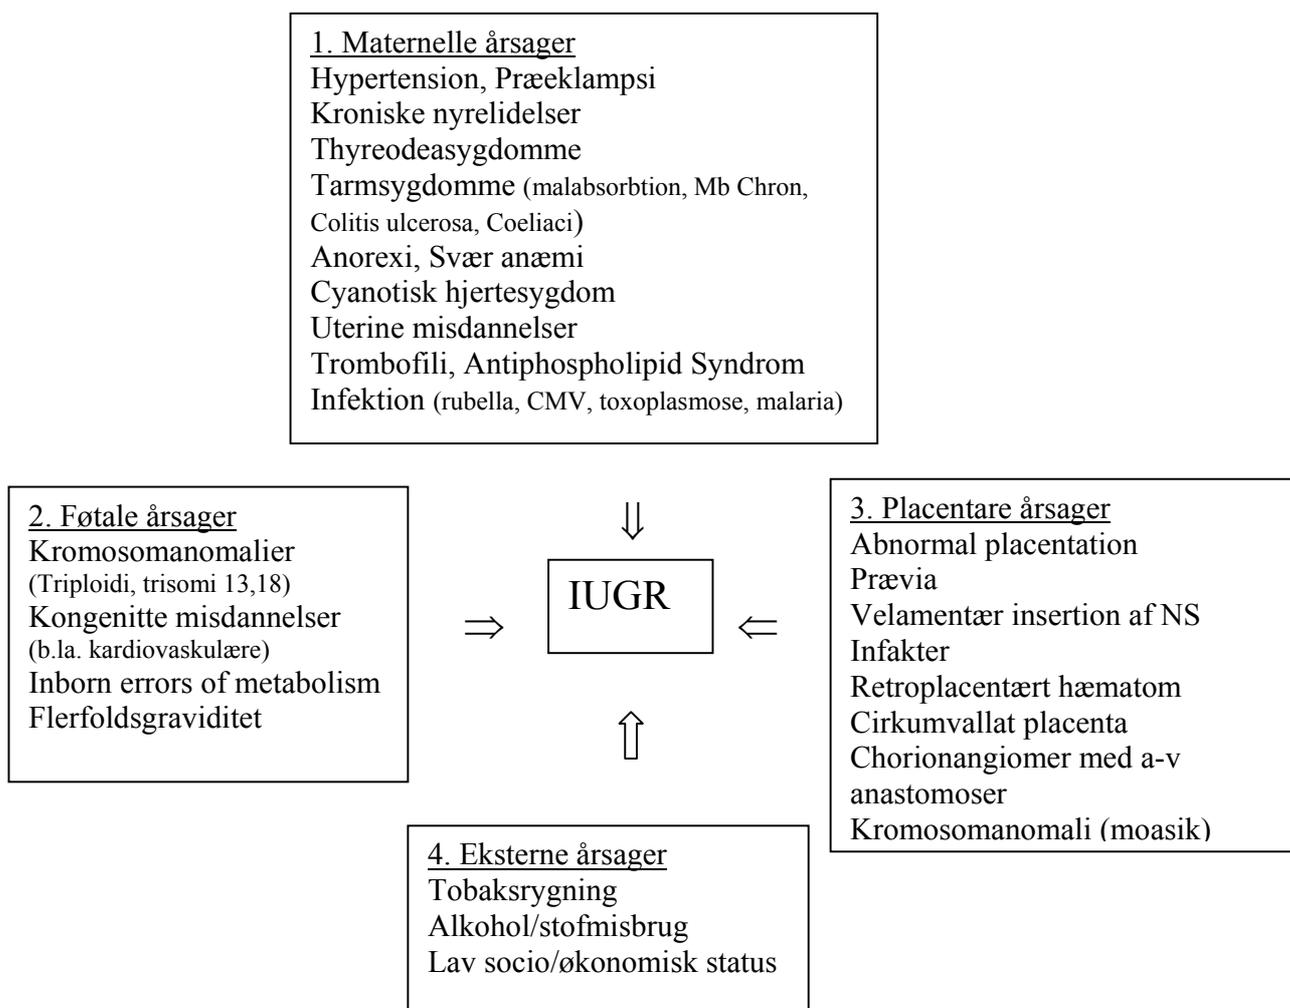 1. Maternelle årsager
Hypertension, Præeklampsi
Kroniske nyrelidelser
Thyreodeasygdomme
Tarmsygdomme (malabsorbtion, Mb Chron,
Colitis ulcerosa, Coeliaci)
Anorexi, Svær anæmi
Cyanotisk hjertesygdom
Uterine misdannelser
Trombofili, Antiphospholipid Syndrom
Infektion (rubella, CMV, toxoplasmose, malaria)
2. Føtale årsager
Kromosomanomalier
(Triploidi, trisomi 13,18)
Kongenitte misdannelser
(b.la. kardiovaskulære)
Inborn errors of metabolism
Flerfoldsgraviditet
IUGR
3. Placentare årsager
Abnormal placentation
Prævia
Velamentær insertion af NS
Infakter
Retroplacentært hæmatom
Cirkumvallat placenta
Chorionangiomer med a-v
anastomoser
Kromosomanomali (moasik)
4. Eksterne årsager
Tobaksrygning
Alkohol/stofmisbrug
Lav socio/økonomisk status